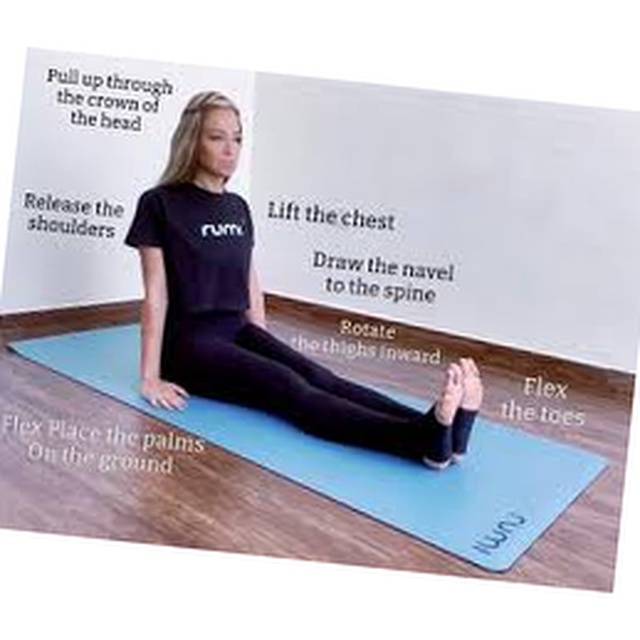 Pull up through
the crown of
the head
Release the
shoulders
rumi
Lift the chest
Draw the navel
to the spine
Rotate
the thighs inward
Flex
the toes
Flex Place the palms
On the ground
rumi